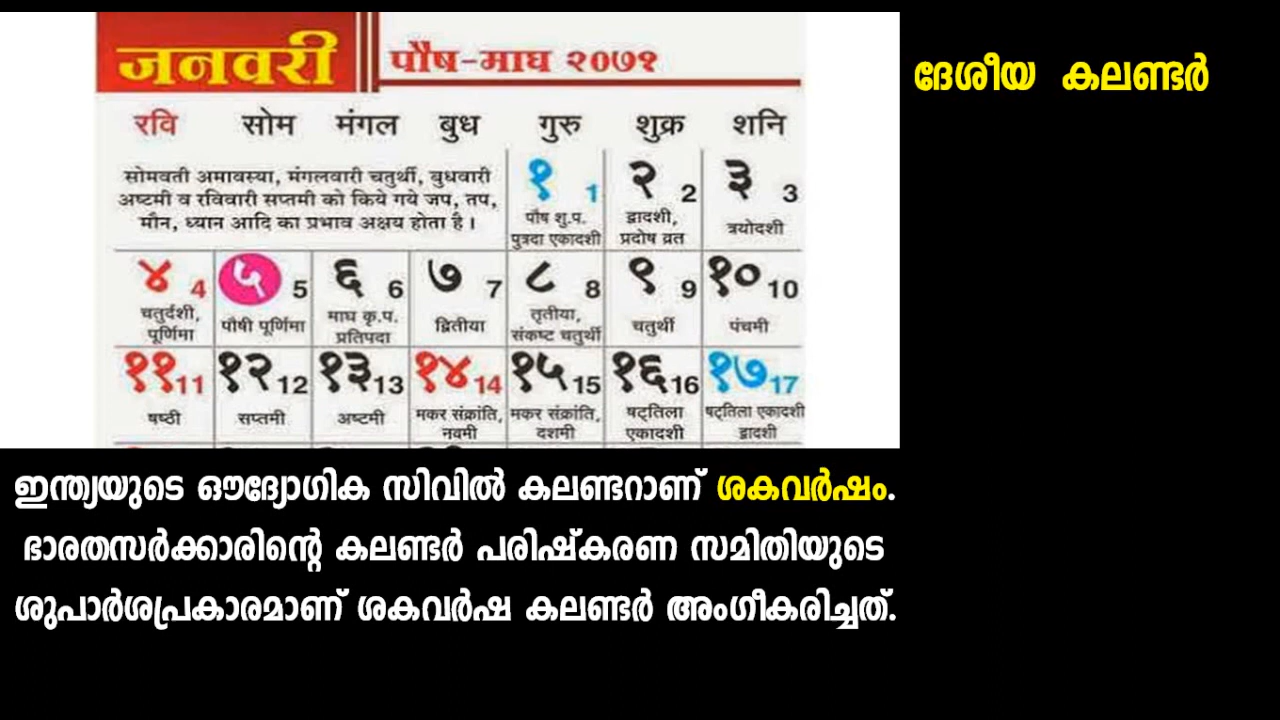 जनवरी
पौष-माघ २०७१
ദേശീയ കലണ്ടർ
रवि सोम मंगल बुध गुरु शुक्र शनि
सोमवती अमावस्या, मंगलवारी चतुर्थी, बुधवारी
अष्टमी व रविवारी सप्तमी को किये गये जप, तप,
मौन, ध्यान आदि का प्रभाव अक्षय होता है।
१ 1 २ 2 ३ 3
पौष शु.प. द्वादशी, त्रयोदशी
पुत्रदा एकादशी प्रदोष व्रत
४ 4 ५ 5 ६ 6 ७ 7 ८ 8 ९ 9 १० 10
चतुर्दशी, पौषी पूर्णिमा माघ कृ.प. द्वितीया तृतीया, चतुर्थी पंचमी
पूर्णिमा प्रतिपदा संकष्ट चतुर्थी
११ 11 १२ 12 १३ 13 १४ 14 १५ 15 १६ 16 १७ 17
षष्ठी सप्तमी अष्टमी मकर संक्रांति, मकर संक्रांति, षट्तिला षट्तिला एकादशी
नवमी दशमी एकादशी द्वादशी
ഇന്ത്യയുടെ ഔദ്യോഗിക സിവിൽ കലണ്ടറാണ് ശകവർഷം.
ഭാരതസർക്കാരിന്റെ കലണ്ടർ പരിഷ്കരണ സമിതിയുടെ
ശുപാർശപ്രകാരമാണ് ശകവർഷ കലണ്ടർ അംഗീകരിച്ചത്.